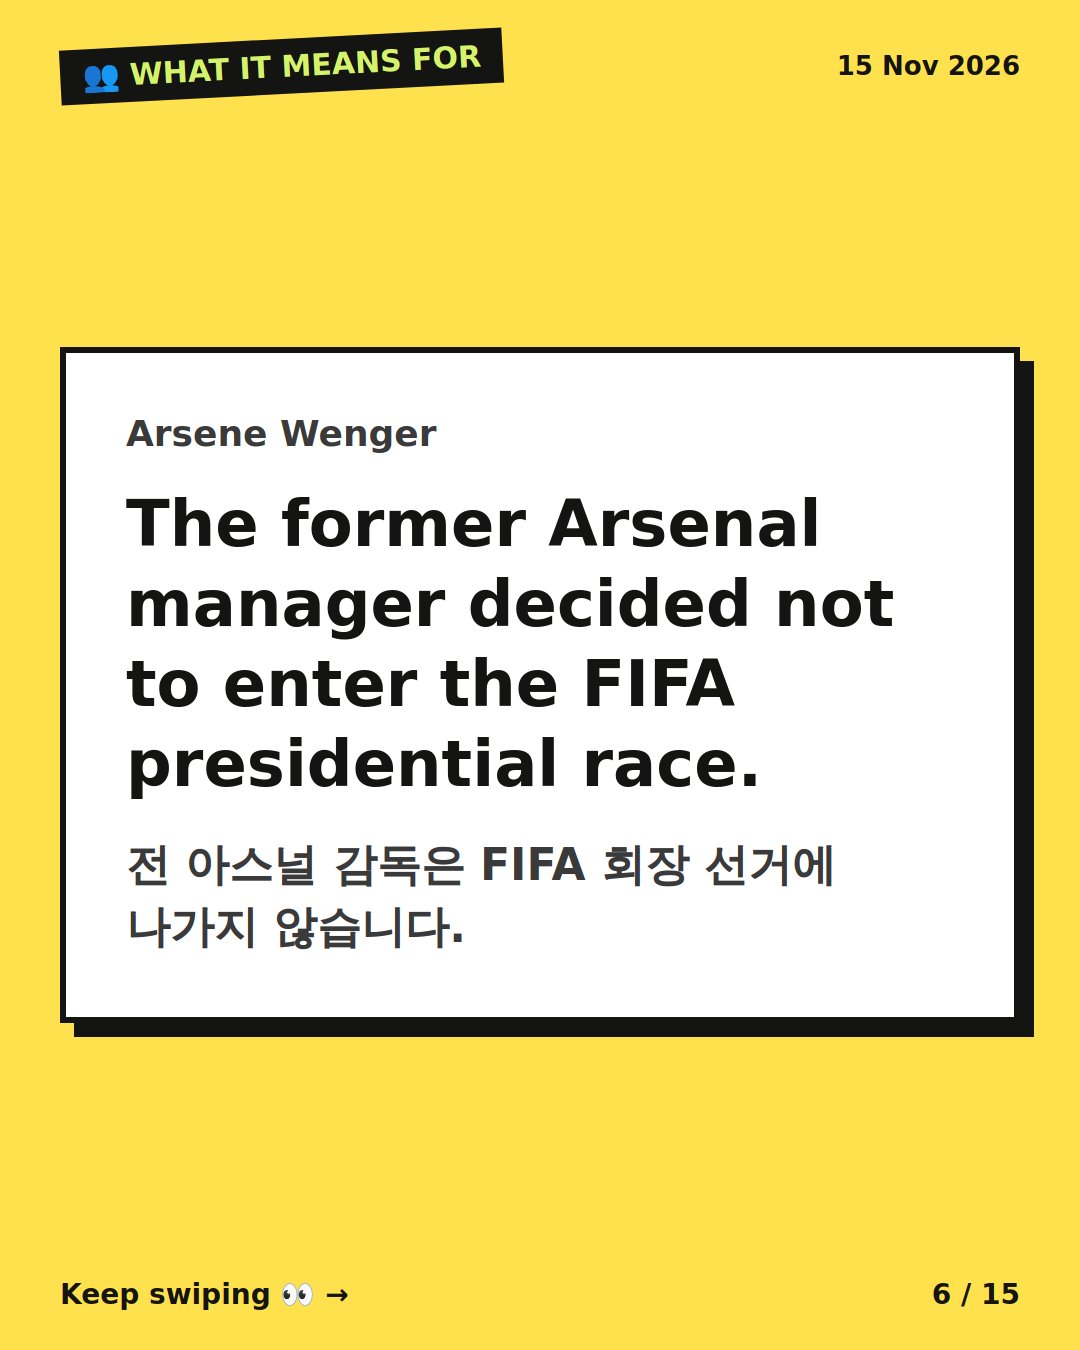 👥 WHAT IT MEANS FOR
15 Nov 2026
Arsene Wenger
The former Arsenal
manager decided not
to enter the FIFA
presidential race.
전 아스널 감독은 FIFA 회장 선거에
나가지 않습니다.
Keep swiping 👀 →
6 / 15